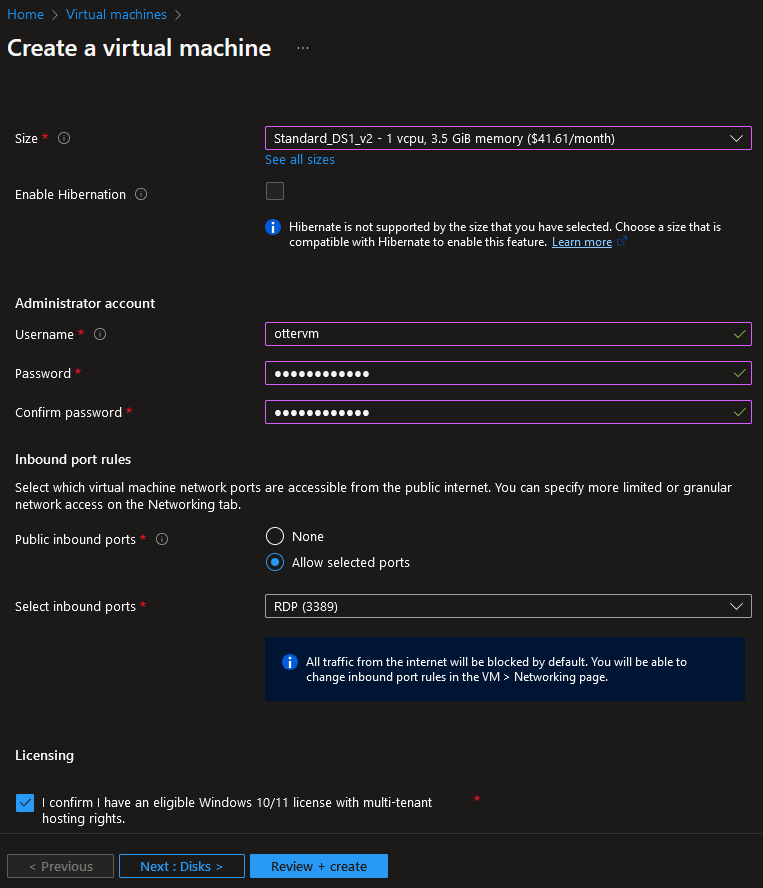 Home > Virtual machines >
Create a virtual machine ...
Size * Standard_DS1_v2 - 1 vcpu, 3.5 GiB memory ($41.61/month)
See all sizes
Enable Hibernation
Hibernate is not supported by the size that you have selected. Choose a size that is
compatible with Hibernate to enable this feature. Learn more
Administrator account
Username * ottervm
Password * ●●●●●●●●●●●●
Confirm password * ●●●●●●●●●●●●
Inbound port rules
Select which virtual machine network ports are accessible from the public internet. You can specify more limited or granular
network access on the Networking tab.
Public inbound ports * None
Allow selected ports
Select inbound ports * RDP (3389)
All traffic from the internet will be blocked by default. You will be able to
change inbound port rules in the VM > Networking page.
Licensing
I confirm I have an eligible Windows 10/11 license with multi-tenant *
hosting rights.
< Previous Next : Disks > Review + create